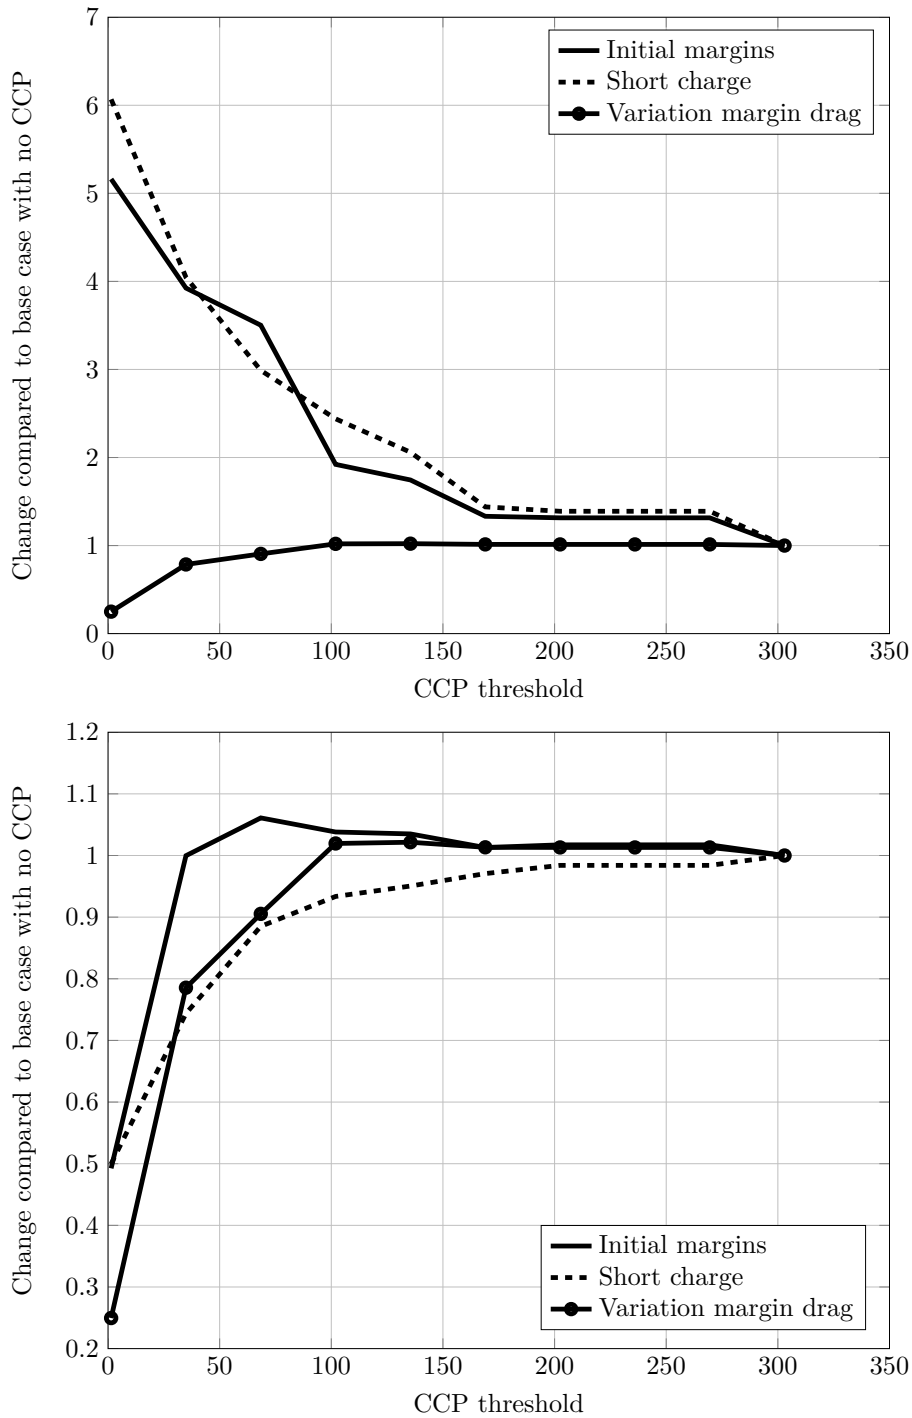 7
6
5
4
3
2
1
0
Change compared to base case with no CCP
Initial margins
Short charge
Variation margin drag
0 50 100 150 200 250 300 350
CCP threshold
1.2
1.1
1
0.9
0.8
0.7
0.6
0.5
0.4
0.3
0.2
Change compared to base case with no CCP
Initial margins
Short charge
Variation margin drag
0 50 100 150 200 250 300 350
CCP threshold